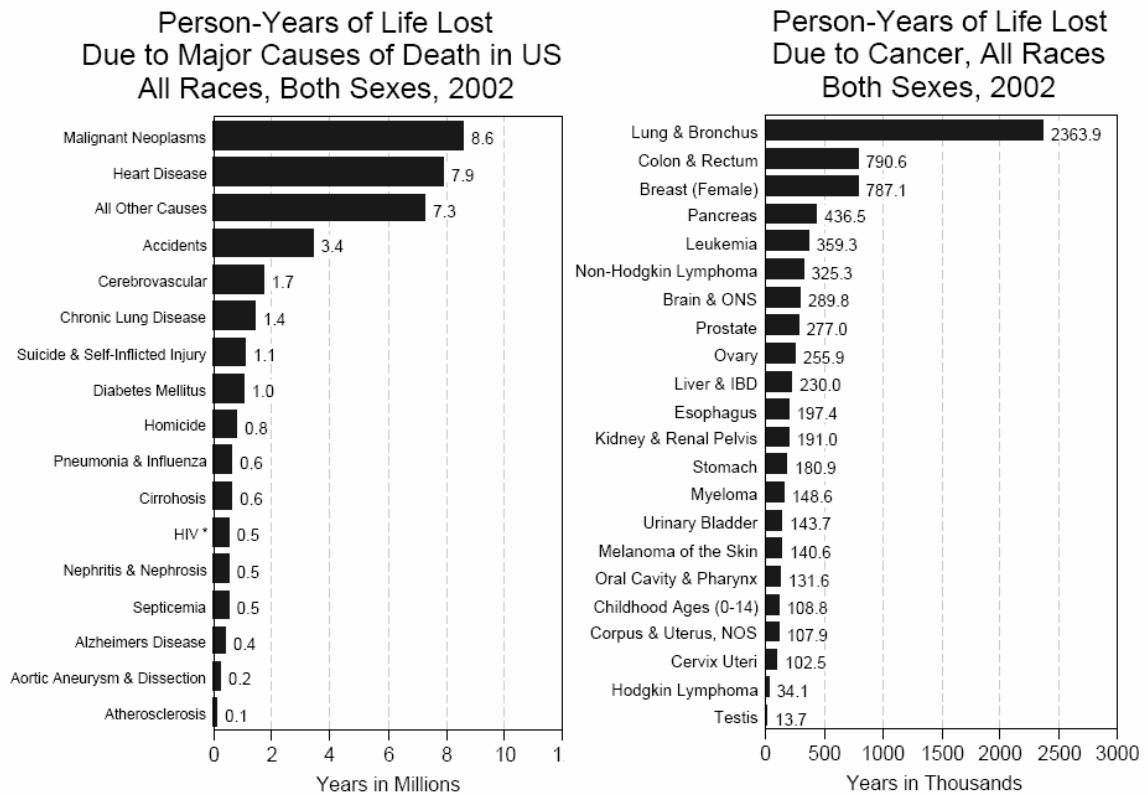 Person-Years of Life Lost
Due to Major Causes of Death in US
All Races, Both Sexes, 2002
Malignant Neoplasms 8.6
Heart Disease 7.9
All Other Causes 7.3
Accidents 3.4
Cerebrovascular 1.7
Chronic Lung Disease 1.4
Suicide & Self-Inflicted Injury 1.1
Diabetes Mellitus 1.0
Homicide 0.8
Pneumonia & Influenza 0.6
Cirrohosis 0.6
HIV * 0.5
Nephritis & Nephrosis 0.5
Septicemia 0.5
Alzheimers Disease 0.4
Aortic Aneurysm & Dissection 0.2
Atherosclerosis 0.1
0 2 4 6 8 10 1
Years in Millions
Person-Years of Life Lost
Due to Cancer, All Races
Both Sexes, 2002
Lung & Bronchus 2363.9
Colon & Rectum 790.6
Breast (Female) 787.1
Pancreas 436.5
Leukemia 359.3
Non-Hodgkin Lymphoma 325.3
Brain & ONS 289.8
Prostate 277.0
Ovary 255.9
Liver & IBD 230.0
Esophagus 197.4
Kidney & Renal Pelvis 191.0
Stomach 180.9
Myeloma 148.6
Urinary Bladder 143.7
Melanoma of the Skin 140.6
Oral Cavity & Pharynx 131.6
Childhood Ages (0-14) 108.8
Corpus & Uterus, NOS 107.9
Cervix Uteri 102.5
Hodgkin Lymphoma 34.1
Testis 13.7
0 500 1000 1500 2000 2500 3000
Years in Thousands